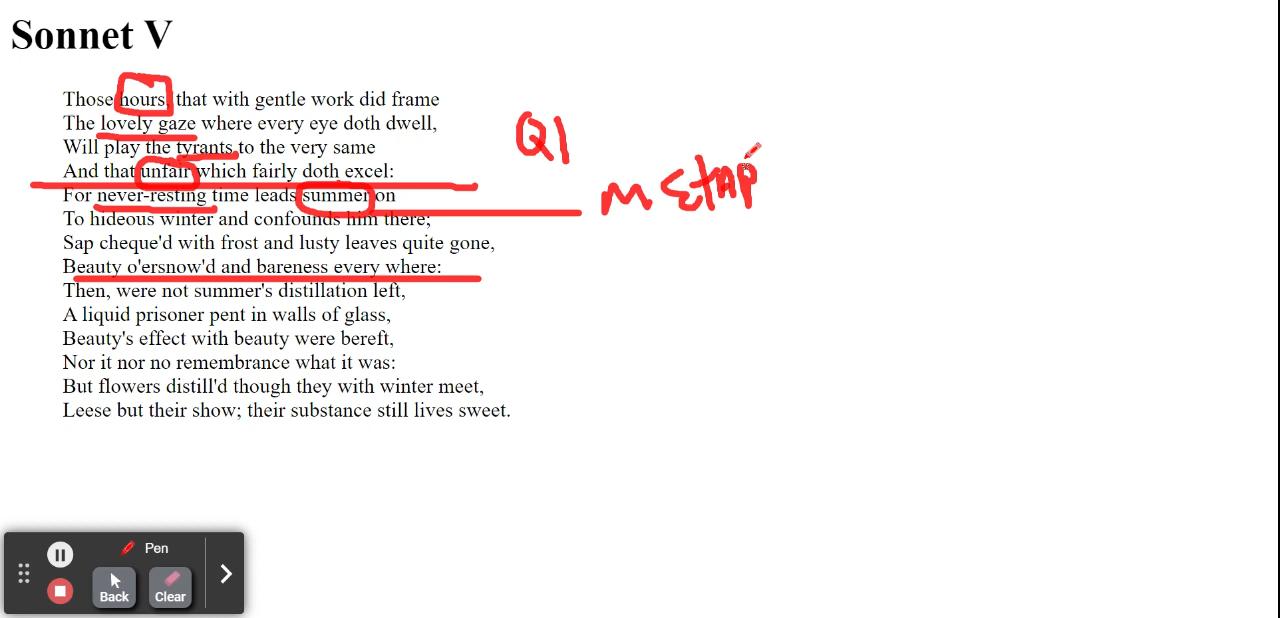 Sonnet V
Those hours, that with gentle work did frame
The lovely gaze where every eye doth dwell,
Will play the tyrants to the very same
And that unfair which fairly doth excel:
For never-resting time leads summer on
To hideous winter and confounds him there;
Sap cheque'd with frost and lusty leaves quite gone,
Beauty o'ersnow'd and bareness every where:
Then, were not summer's distillation left,
A liquid prisoner pent in walls of glass,
Beauty's effect with beauty were bereft,
Nor it nor no remembrance what it was:
But flowers distill'd though they with winter meet,
Leese but their show; their substance still lives sweet.
Q1
METAP
Pen
Back
Clear